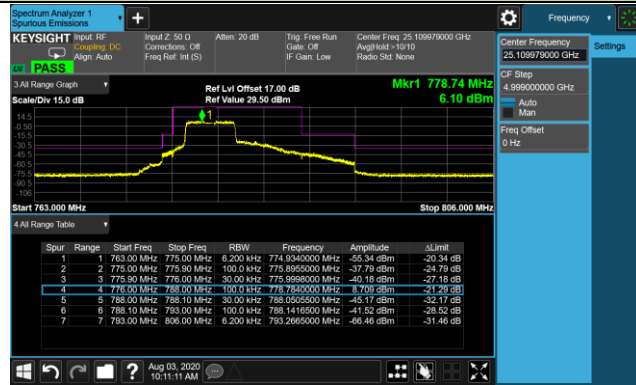 Spectrum Analyzer 1
Spurious Emissions
Frequency
KEYSIGHT Input: RF
Coupling: DC
Align: Auto
Input Z: 50 Ω
Corrections: Off
Freq Ref: Int (S)
Atten: 20 dB
Trig: Free Run
Gate: Off
IF Gain: Low
Center Freq: 25.109979000 GHz
Avg|Hold:>10/10
Radio Std: None
PASS
Center Frequency
25.109979000 GHz
Settings
CF Step
4.999000000 GHz
Auto
Man
Freq Offset
0 Hz
3 All Range Graph
Scale/Div 15.0 dB
Ref Lvl Offset 17.00 dB
Ref Value 29.50 dBm
Mkr1 778.74 MHz
6.10 dBm
1
14.5
-0.50
-15.5
-30.5
-45.5
-60.5
-75.5
-90.5
-106
Start 763.000 MHz
Stop 806.000 MHz
4 All Range Table
Spur Range Start Freq Stop Freq RBW Frequency Amplitude ΔLimit
1 1 763.00 MHz 775.00 MHz 6.200 kHz 774.9340000 MHz -55.34 dBm -20.34 dB
2 2 775.00 MHz 775.90 MHz 100.0 kHz 775.8955000 MHz -37.79 dBm -24.79 dB
3 3 775.90 MHz 776.00 MHz 30.00 kHz 775.9985000 MHz -40.18 dBm -27.18 dB
4 4 776.00 MHz 788.00 MHz 100.0 kHz 778.7840000 MHz 8.709 dBm -21.29 dB
5 5 788.00 MHz 788.10 MHz 30.00 kHz 788.0505500 MHz -45.17 dBm -32.17 dB
6 6 788.10 MHz 793.00 MHz 100.0 kHz 788.1416500 MHz -41.52 dBm -28.52 dB
7 7 793.00 MHz 806.00 MHz 6.200 kHz 793.2665000 MHz -66.46 dBm -31.46 dB
Aug 03, 2020
10:11:11 AM